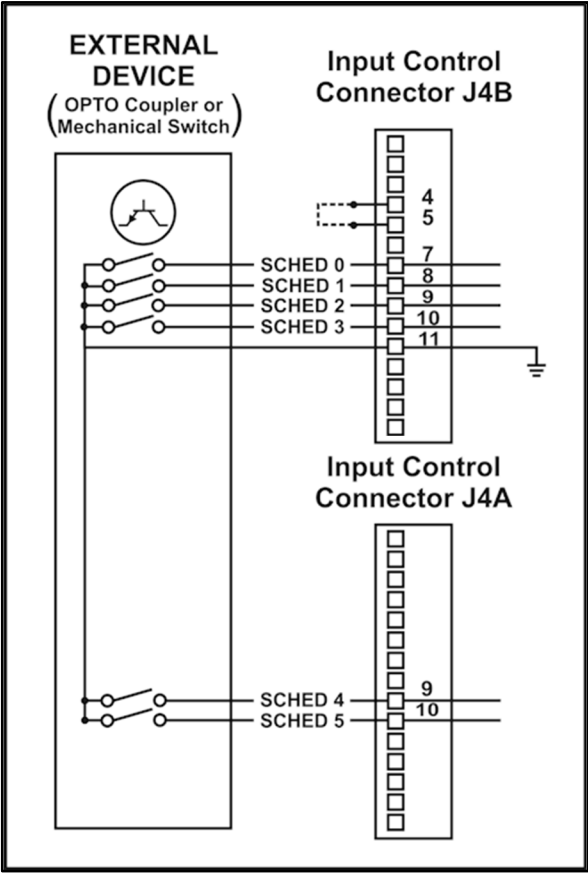 EXTERNAL
DEVICE
(OPTO Coupler or
Mechanical Switch)
Input Control
Connector J4B
4
5
SCHED 0 7
SCHED 1 8
SCHED 2 9
SCHED 3 10
11
Input Control
Connector J4A
SCHED 4 9
SCHED 5 10